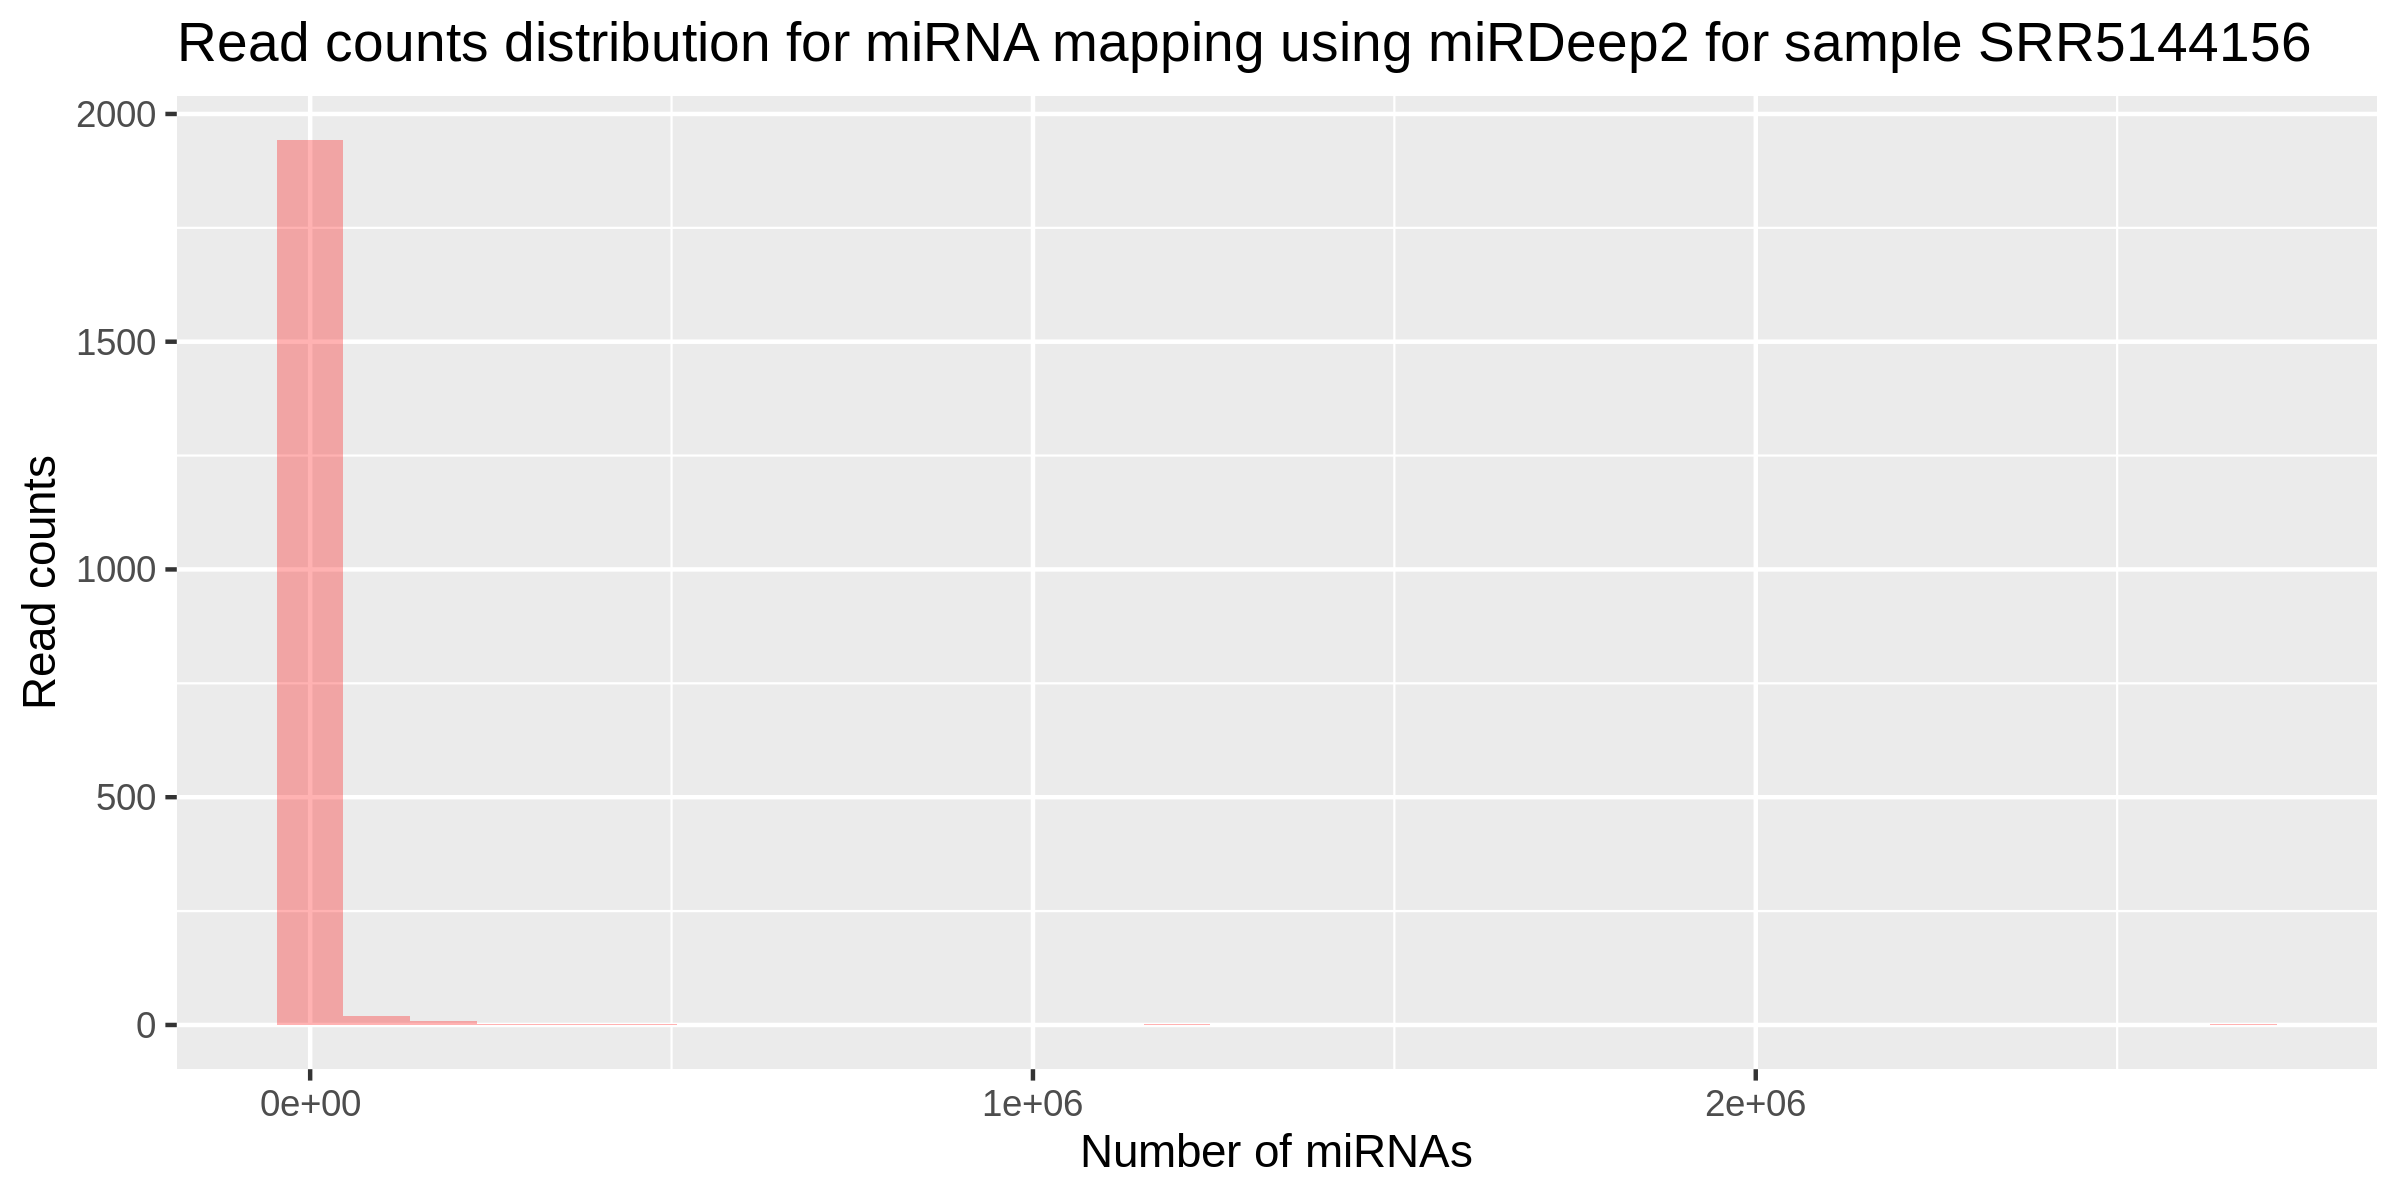 Read counts distribution for miRNA mapping using miRDeep2 for sample SRR5144156
Read counts
2000
1500
1000
500
0
0e+00 1e+06 2e+06
Number of miRNAs